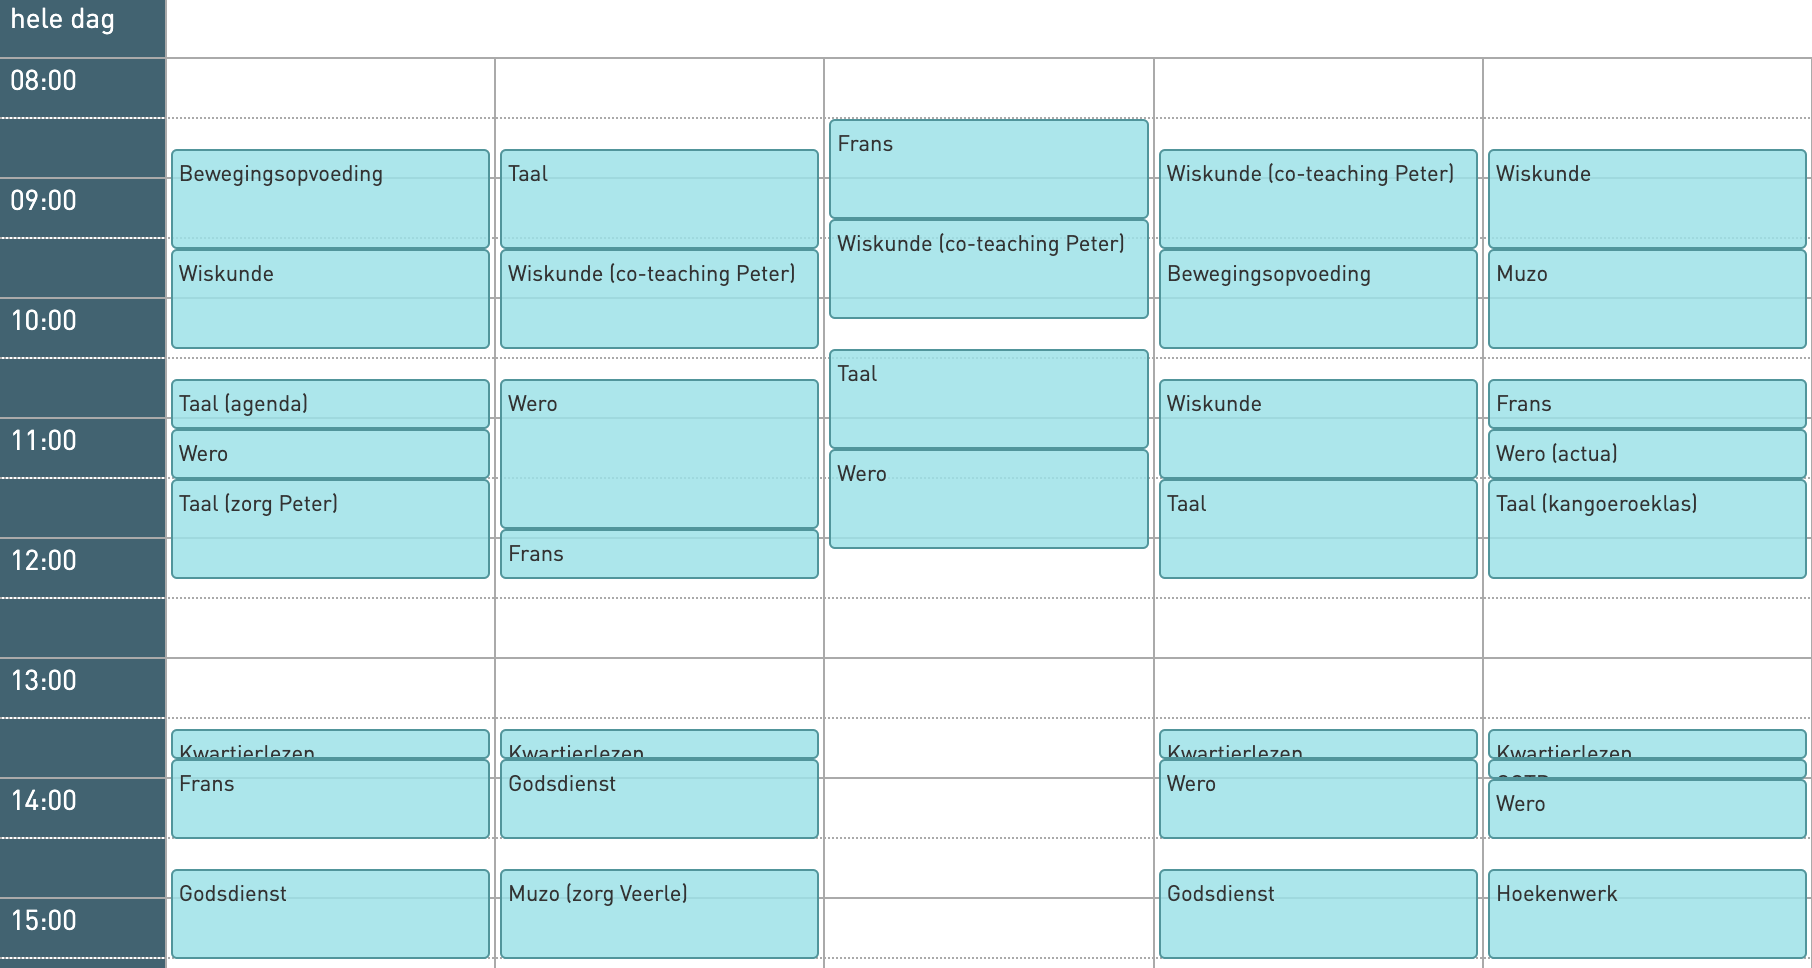 hele dag
08:00
09:00
10:00
11:00
12:00
13:00
14:00
15:00
Bewegingsopvoeding
Wiskunde
Taal (agenda)
Wero
Taal (zorg Peter)
Kwartierlezen
Frans
Godsdienst
Taal
Wiskunde (co-teaching Peter)
Wero
Frans
Kwartierlezen
Godsdienst
Muzo (zorg Veerle)
Frans
Wiskunde (co-teaching Peter)
Taal
Wero
Wiskunde (co-teaching Peter)
Bewegingsopvoeding
Wiskunde
Taal
Kwartierlezen
Wero
Godsdienst
Wiskunde
Muzo
Frans
Wero (actua)
Taal (kangoeroeklas)
Kwartierlezen
Wero
Hoekenwerk